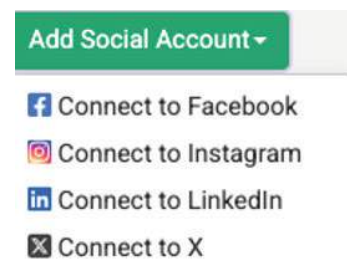 Add Social Account
Connect to Facebook
Connect to Instagram
Connect to LinkedIn
Connect to X